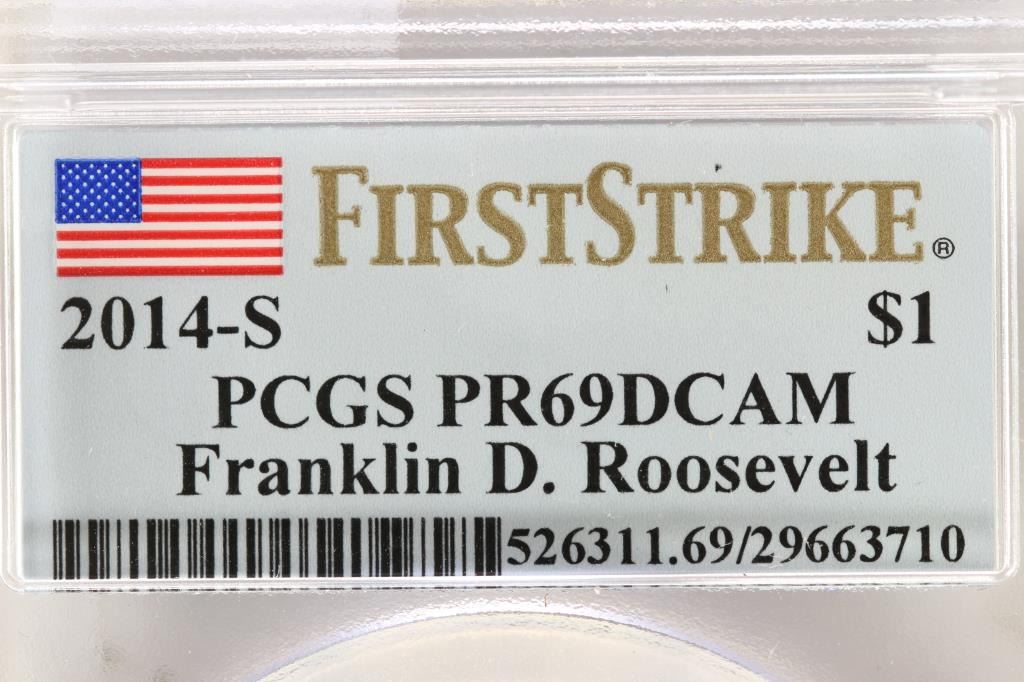 FIRSTSTRIKE®
2014-S $1
PCGS PR69DCAM
Franklin D. Roosevelt
526311.69/29663710